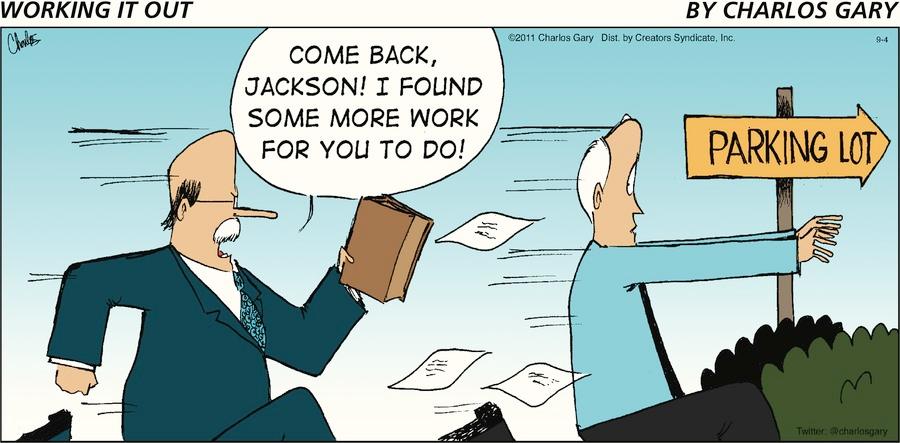 WORKING IT OUT
BY CHARLOS GARY
Charlos
©2011 Charlos Gary Dist. by Creators Syndicate, Inc.
9-4
COME BACK,
JACKSON! I FOUND
SOME MORE WORK
FOR YOU TO DO!
PARKING LOT
Twitter: @charlosgary